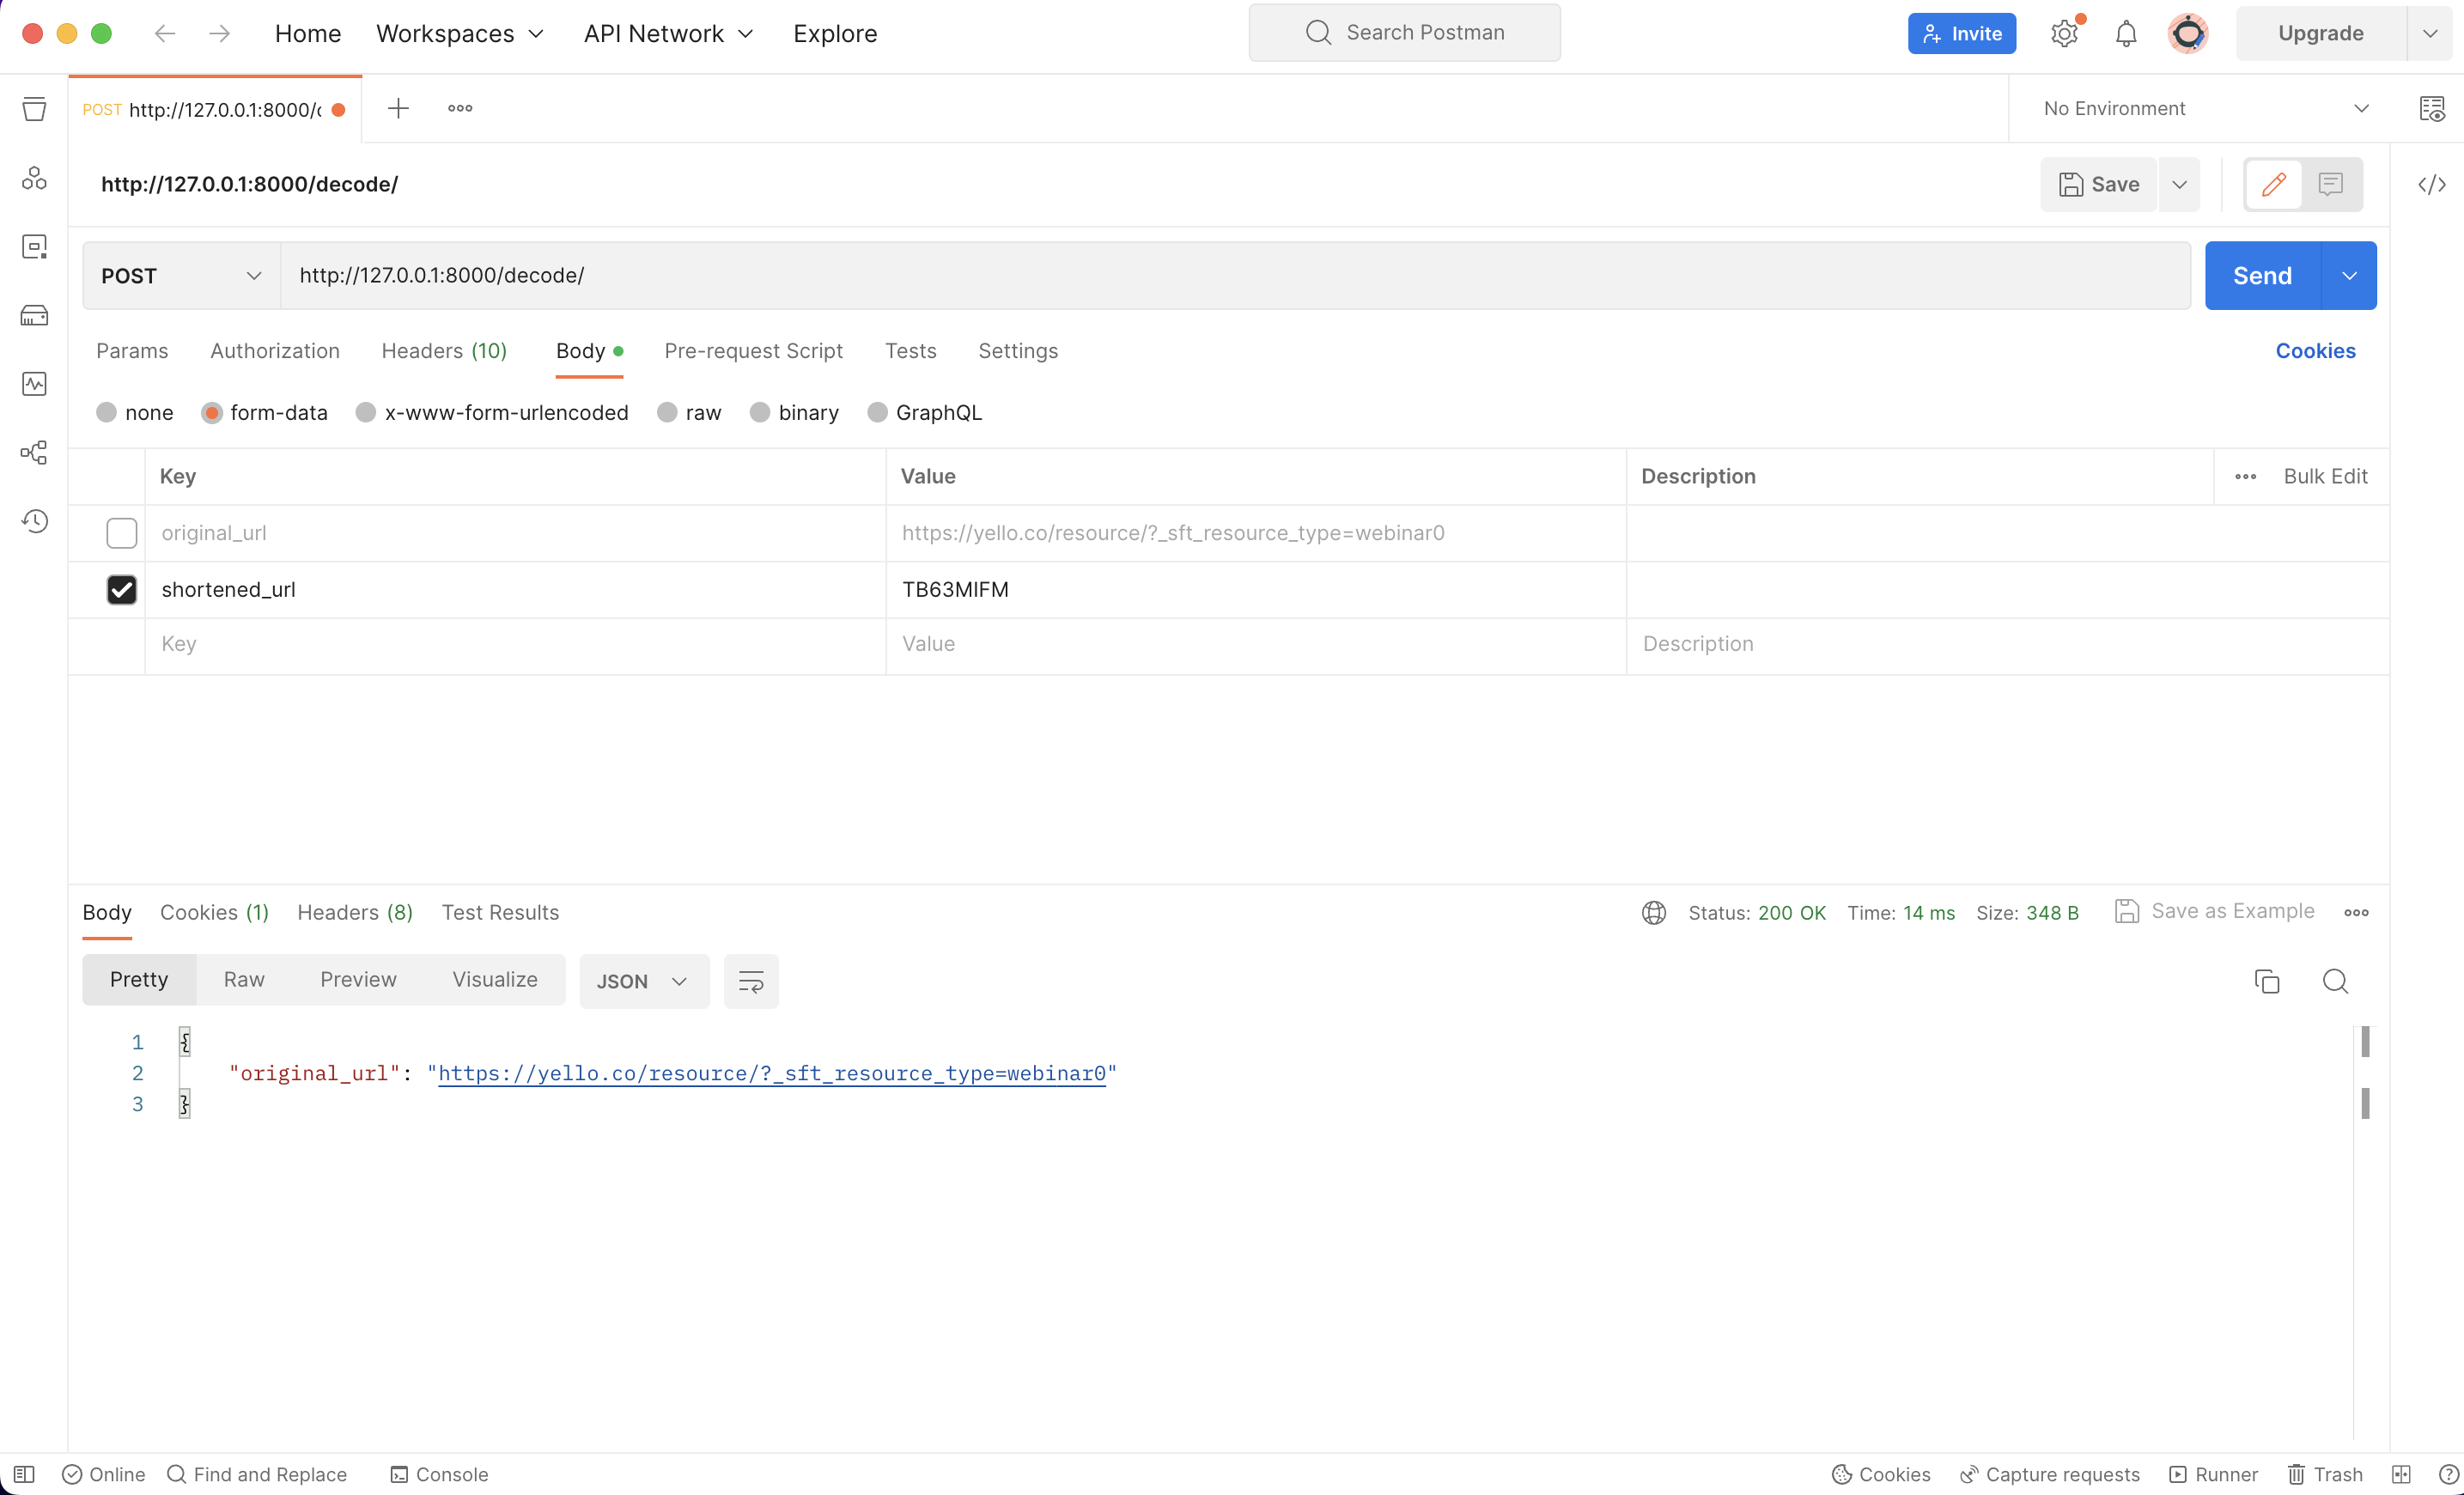 Home Workspaces API Network Explore Search Postman Invite Upgrade
POST http://127.0.0.1:8000/ No Environment
http://127.0.0.1:8000/decode/ Save
POST http://127.0.0.1:8000/decode/ Send
Params Authorization Headers (10) Body Pre-request Script Tests Settings Cookies
none form-data x-www-form-urlencoded raw binary GraphQL
Key Value Description Bulk Edit
original_url https://yello.co/resource/?_sft_resource_type=webinar0
shortened_url TB63MIFM
Key Value Description
Body Cookies (1) Headers (8) Test Results Status: 200 OK Time: 14 ms Size: 348 B Save as Example
Pretty Raw Preview Visualize JSON
1 {
2 "original_url": "https://yello.co/resource/?_sft_resource_type=webinar0"
3 }
Online Find and Replace Console Cookies Capture requests Runner Trash